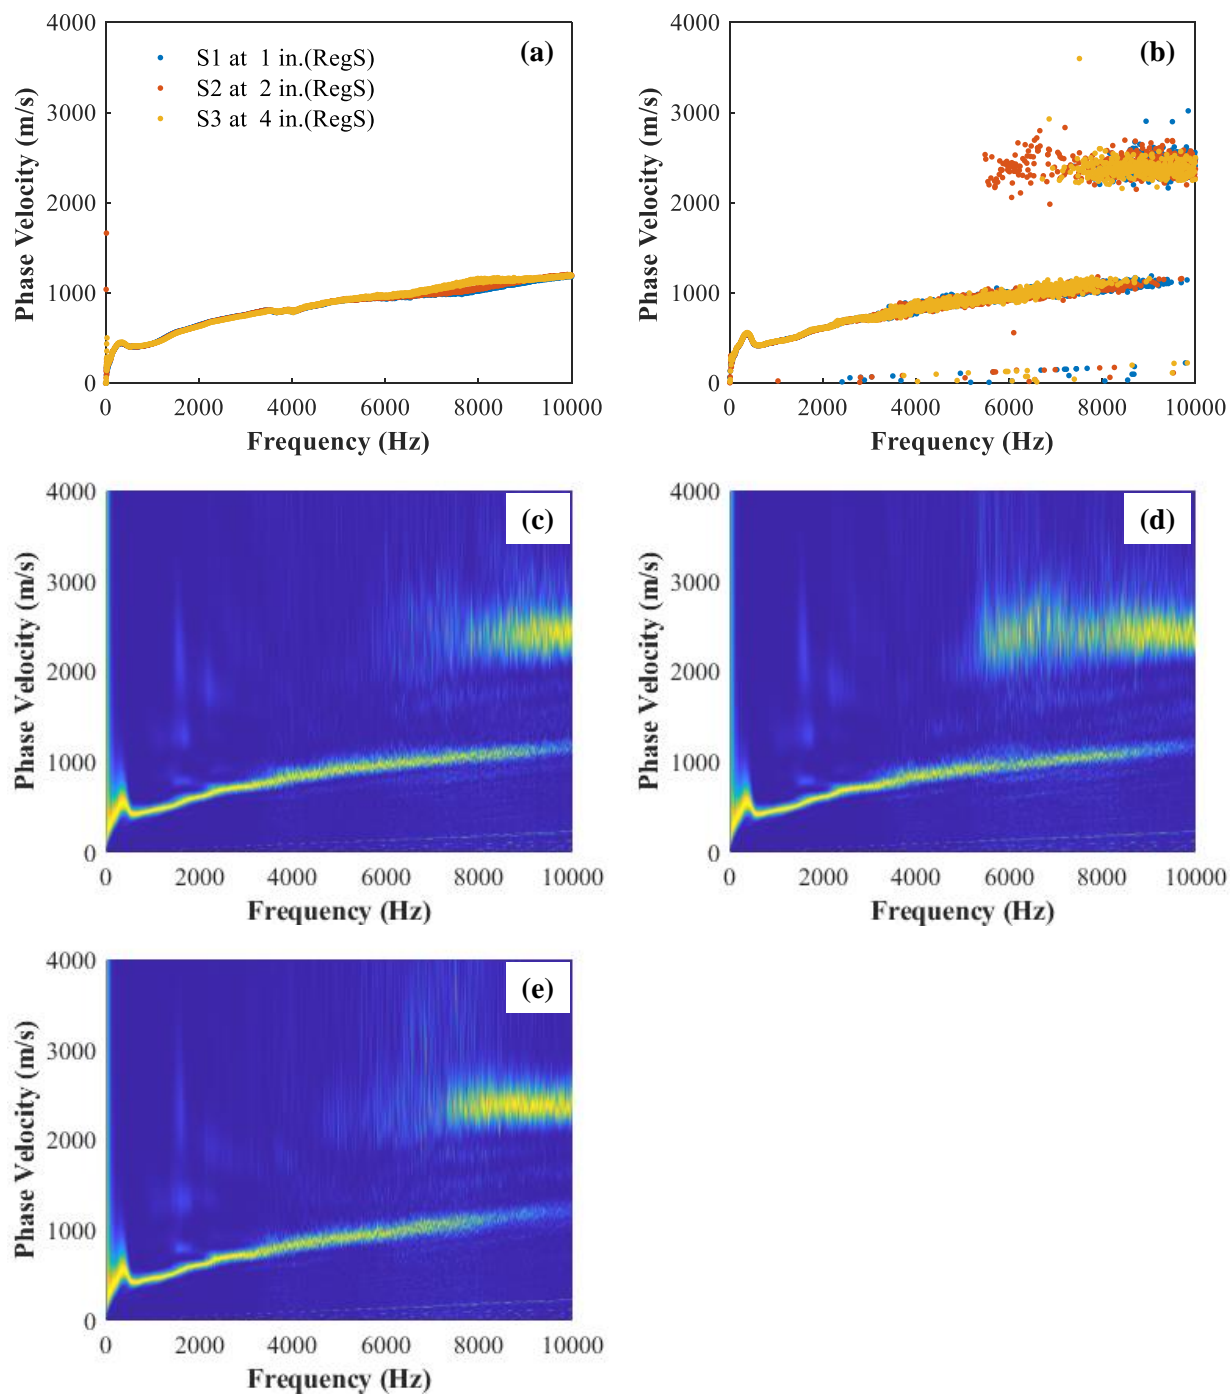 4000
3000
2000
1000
0
Phase Velocity (m/s)
S1 at 1 in.(RegS)
S2 at 2 in.(RegS)
S3 at 4 in.(RegS)
(a)
0 2000 4000 6000 8000 10000
Frequency (Hz)
4000
3000
2000
1000
0
Phase Velocity (m/s)
(b)
0 2000 4000 6000 8000 10000
Frequency (Hz)
4000
3000
2000
1000
0
Phase Velocity (m/s)
(c)
0 2000 4000 6000 8000 10000
Frequency (Hz)
4000
3000
2000
1000
0
Phase Velocity (m/s)
(d)
0 2000 4000 6000 8000 10000
Frequency (Hz)
4000
3000
2000
1000
0
Phase Velocity (m/s)
(e)
0 2000 4000 6000 8000 10000
Frequency (Hz)